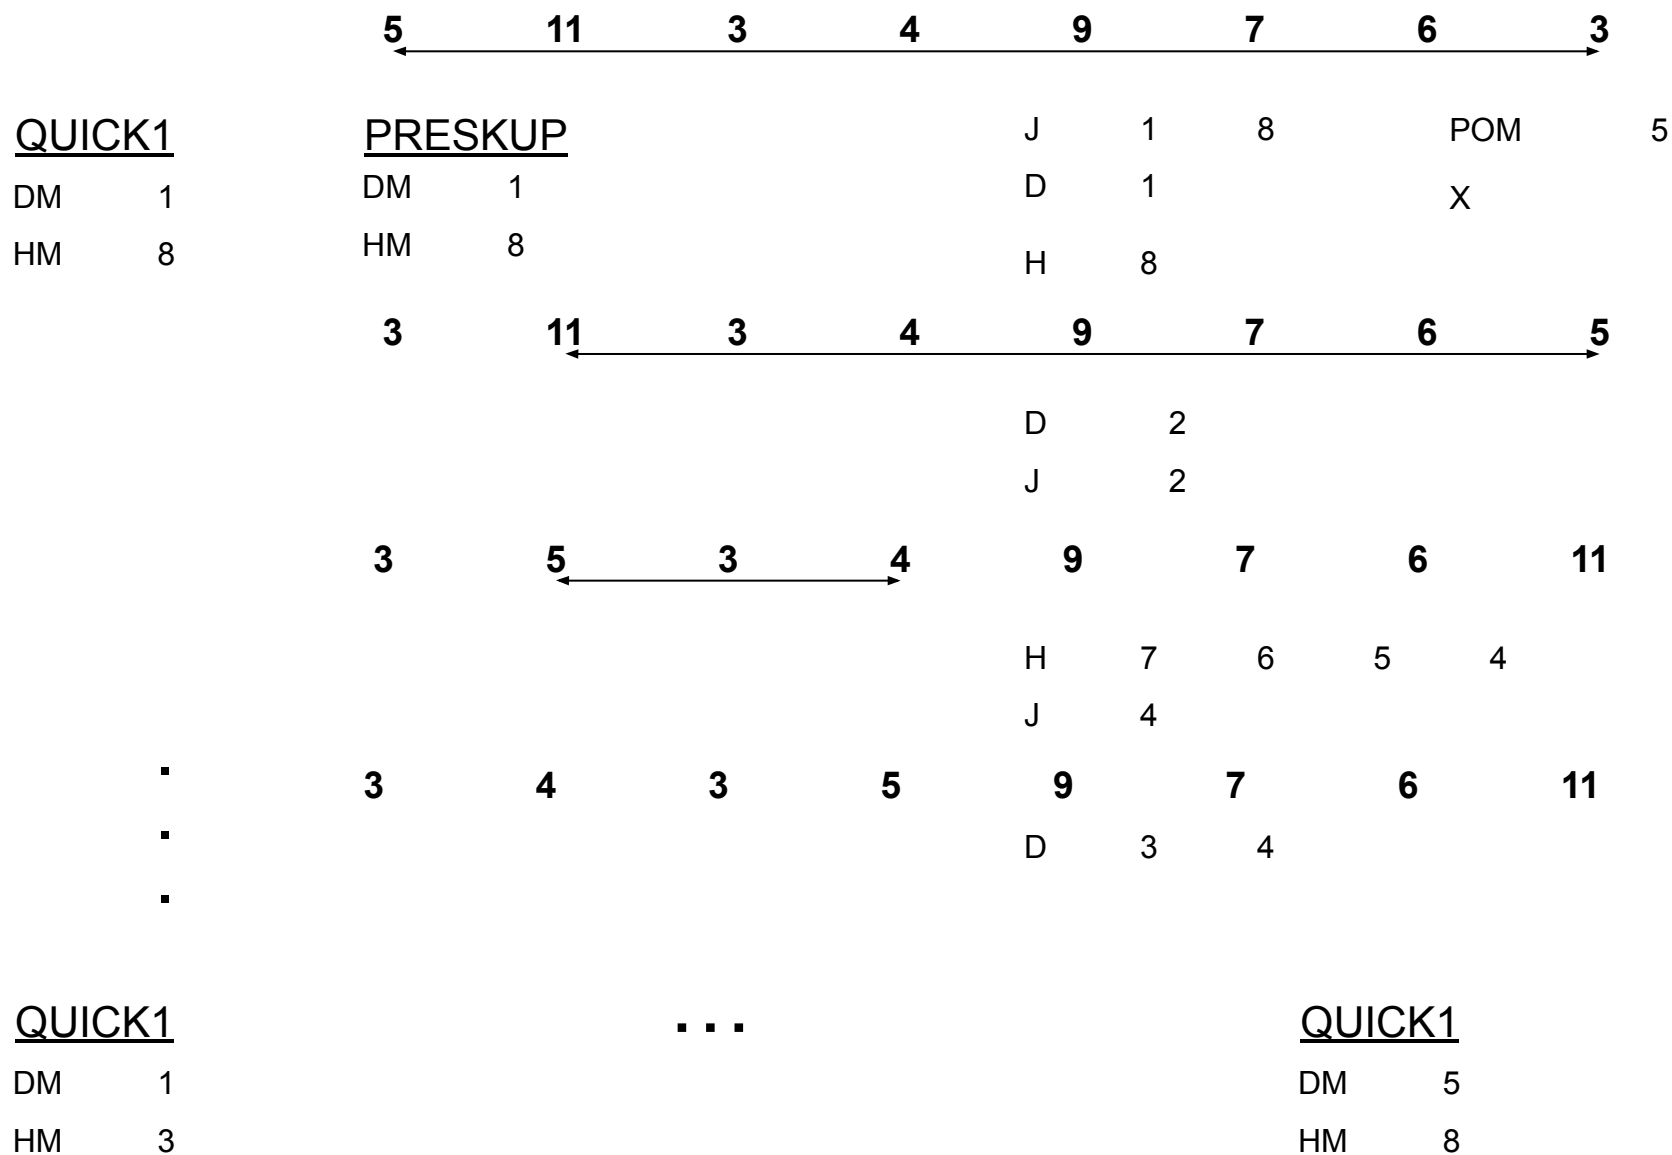 5 11 3 4 9 7 6 3
QUICK1 PRESKUP J 1 8 POM 5
DM 1 DM 1 D 1 X
HM 8 HM 8 H 8
3 11 3 4 9 7 6 5
D 2
J 2
3 5 3 4 9 7 6 11
H 7 6 5 4
J 4
. 3 4 3 5 9 7 6 11
. D 3 4
.
QUICK1 ... QUICK1
DM 1 DM 5
HM 3 HM 8